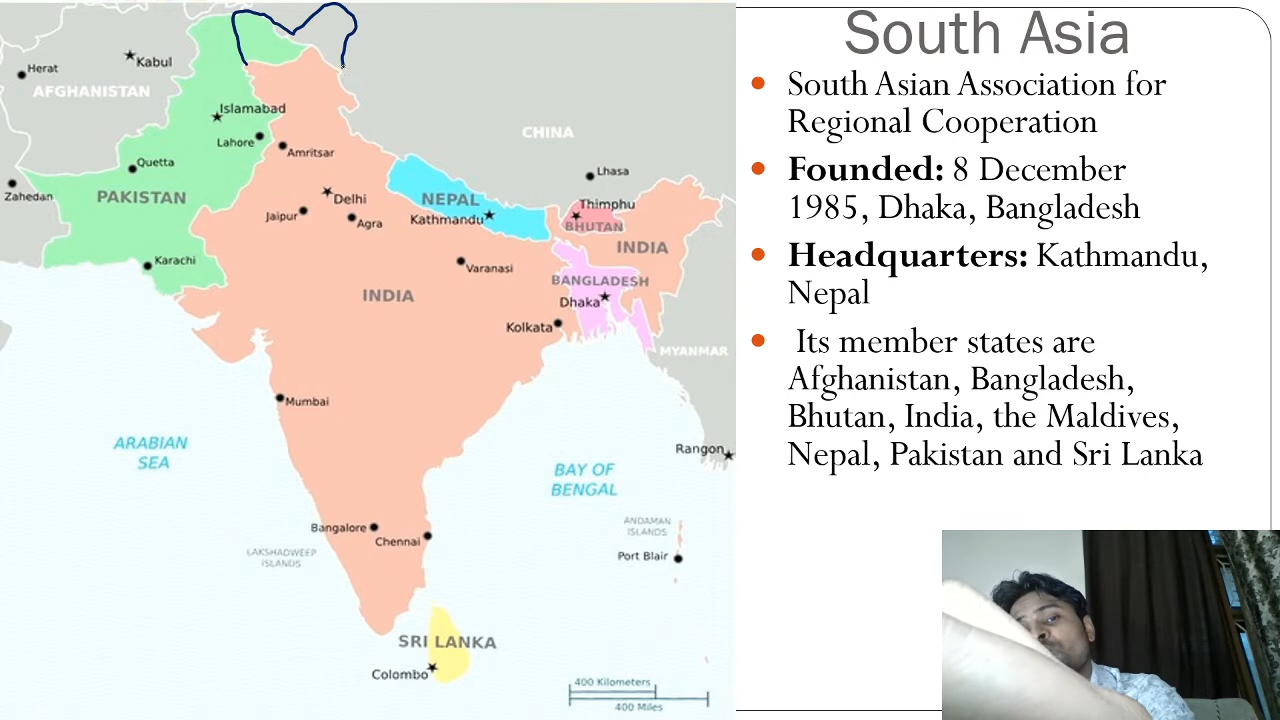 South Asia
South Asian Association for
Regional Cooperation
Founded: 8 December
1985, Dhaka, Bangladesh
Headquarters: Kathmandu,
Nepal
Its member states are
Afghanistan, Bangladesh,
Bhutan, India, the Maldives,
Nepal, Pakistan and Sri Lanka
Kabul
Herat
AFGHANISTAN
Islamabad
CHINA
Lahore
Amritsar
Quetta
Lhasa
Zahedan
PAKISTAN
Delhi
NEPAL
Thimphu
Jaipur
Agra
Kathmandu
BHUTAN
INDIA
Karachi
Varanasi
BANGLADESH
INDIA
Dhaka
Kolkata
MYANMAR
Mumbai
ARABIAN
SEA
Rangon
BAY OF
BENGAL
Bangalore
Chennai
ANDAMAN
ISLANDS
LAKSHADWEEP
ISLANDS
Port Blair
SRI LANKA
Colombo
400 Kilometers
400 Miles